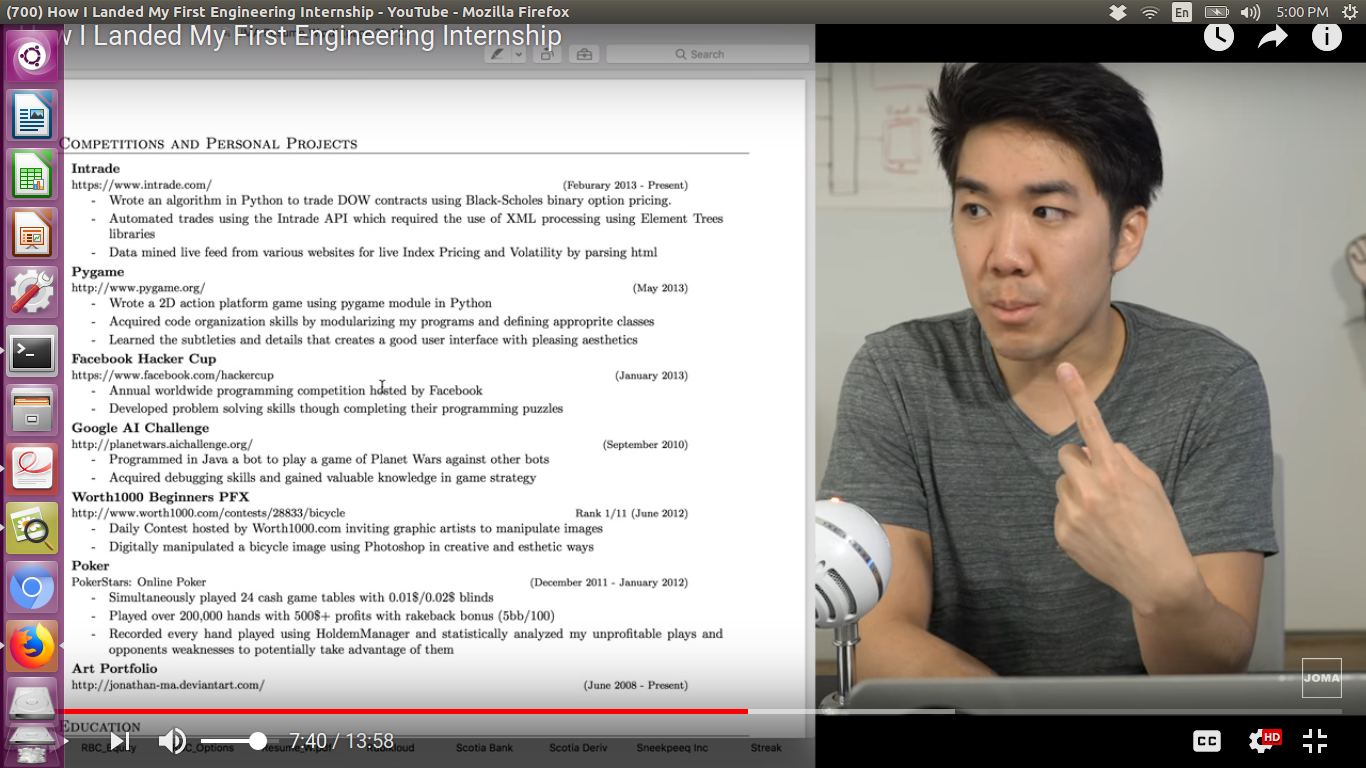 (700) How I Landed My First Engineering Internship - YouTube - Mozilla Firefox
En
5:00 PM
I Landed My First Engineering Internship
Search
COMPETITIONS AND PERSONAL PROJECTS
Intrade
https://www.intrade.com/ (Feburary 2013 - Present)
- Wrote an algorithm in Python to trade DOW contracts using Black-Scholes binary option pricing.
- Automated trades using the Intrade API which required the use of XML processing using Element Trees
libraries
- Data mined live feed from various websites for live Index Pricing and Volatility by parsing html
Pygame
http://www.pygame.org/ (May 2013)
- Wrote a 2D action platform game using pygame module in Python
- Acquired code organization skills by modularizing my programs and defining approprite classes
- Learned the subtleties and details that creates a good user interface with pleasing aesthetics
Facebook Hacker Cup
https://www.facebook.com/hackercup (January 2013)
- Annual worldwide programming competition hosted by Facebook
- Developed problem solving skills though completing their programming puzzles
Google AI Challenge
http://planetwars.aichallenge.org/ (September 2010)
- Programmed in Java a bot to play a game of Planet Wars against other bots
- Acquired debugging skills and gained valuable knowledge in game strategy
Worth1000 Beginners PFX
http://www.worth1000.com/contests/28833/bicycle Rank 1/11 (June 2012)
- Daily Contest hosted by Worth1000.com inviting graphic artists to manipulate images
- Digitally manipulated a bicycle image using Photoshop in creative and esthetic ways
Poker
PokerStars: Online Poker (December 2011 - January 2012)
- Simultaneously played 24 cash game tables with 0.01$/0.02$ blinds
- Played over 200,000 hands with 500$+ profits with rakeback bonus (5bb/100)
- Recorded every hand played using HoldemManager and statistically analyzed my unprofitable plays and
opponents weaknesses to potentially take advantage of them
Art Portfolio
http://jonathan-ma.deviantart.com/ (June 2008 - Present)
JOMA
EDUCATION
7:40 / 13:58
CC
HD
Scotia Bank Scotia Deriv Sneekpeeq Inc Streak